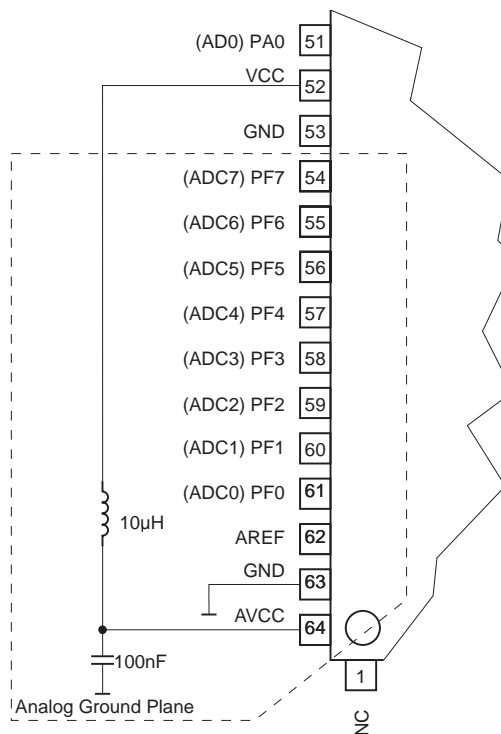 (AD0) PA0 51
VCC 52
GND 53
(ADC7) PF7 54
(ADC6) PF6 55
(ADC5) PF5 56
(ADC4) PF4 57
(ADC3) PF3 58
(ADC2) PF2 59
(ADC1) PF1 60
(ADC0) PF0 61
10µH
AREF 62
GND 63
AVCC 64
100nF
1
Analog Ground Plane
NC